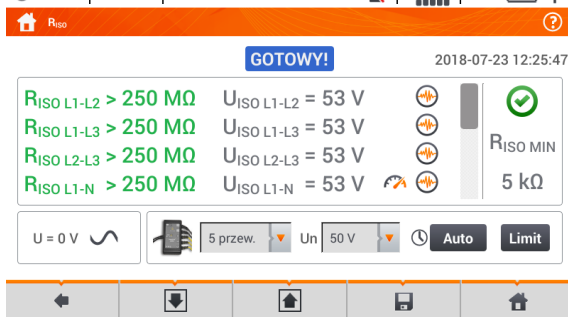 RISO
GOTOWY! 2018-07-23 12:25:47
RISO L1-L2 > 250 MΩ UISO L1-L2 = 53 V
RISO L1-L3 > 250 MΩ UISO L1-L3 = 53 V
RISO L2-L3 > 250 MΩ UISO L2-L3 = 53 V
RISO L1-N > 250 MΩ UISO L1-N = 53 V
RISO MIN
5 kΩ
U = 0 V 5 przew. Un 50 V Auto Limit